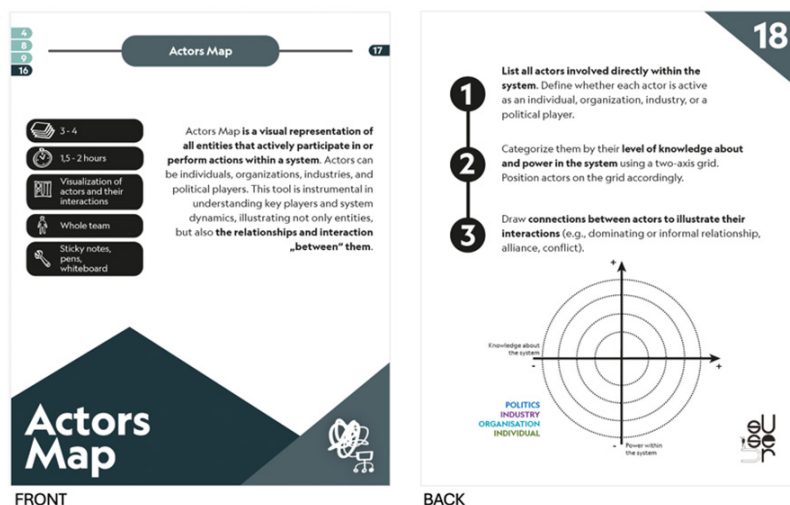 4
8
9
16
Actors Map
17
3 - 4
1,5 - 2 hours
Visualization of
actors and their
interactions
Whole team
Sticky notes,
pens,
whiteboard
Actors Map is a visual representation of
all entities that actively participate in or
perform actions within a system. Actors can
be individuals, organizations, industries, and
political players. This tool is instrumental in
understanding key players and system
dynamics, illustrating not only entities,
but also the relationships and interaction
„between“ them.
Actors
Map
FRONT
18
1
List all actors involved directly within the
system. Define whether each actor is active
as an individual, organization, industry, or a
political player.
2
Categorize them by their level of knowledge about
and power in the system using a two-axis grid.
Position actors on the grid accordingly.
3
Draw connections between actors to illustrate their
interactions (e.g., dominating or informal relationship,
alliance, conflict).
+
Knowledge about
the system
-
+
POLITICS
INDUSTRY
ORGANISATION
INDIVIDUAL
-
Power within
the system
BACK